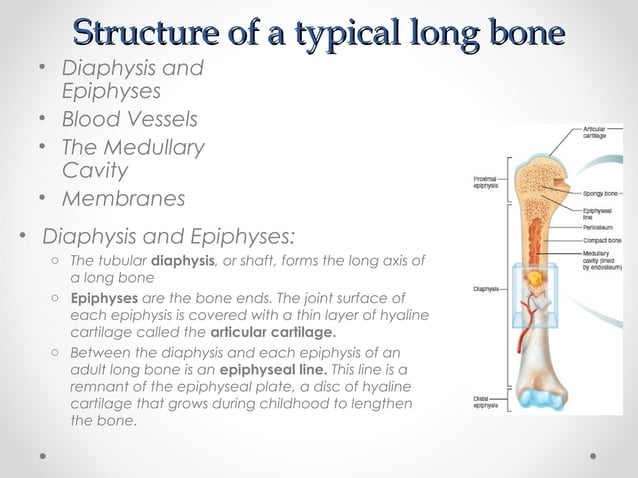 Structure of a typical long bone
• Diaphysis and
Epiphyses
• Blood Vessels
• The Medullary
Cavity
• Membranes
• Diaphysis and Epiphyses:
o The tubular diaphysis, or shaft, forms the long axis of
a long bone
o Epiphyses are the bone ends. The joint surface of
each epiphysis is covered with a thin layer of hyaline
cartilage called the articular cartilage.
o Between the diaphysis and each epiphysis of an
adult long bone is an epiphyseal line. This line is a
remnant of the epiphyseal plate, a disc of hyaline
cartilage that grows during childhood to lengthen
the bone.
Articular
cartilage
Proximal
epiphysis
Spongy bone
Epiphyseal
line
Periosteum
Compact bone
Medullary
cavity (lined
by endosteum)
Diaphysis
Distal
epiphysis